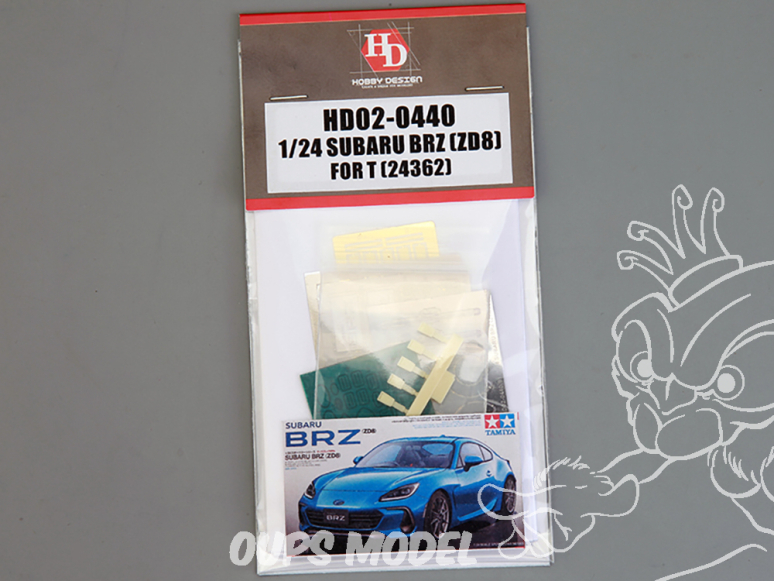 HD
HOBBY DESIGN
HD02-0440
1/24 SUBARU BRZ (ZD8)
FOR T (24362)
SUBARU
BRZ (ZD8)
SUBARU BRZ (ZD8)
TAMIYA
BRZ
OUPS MODEL